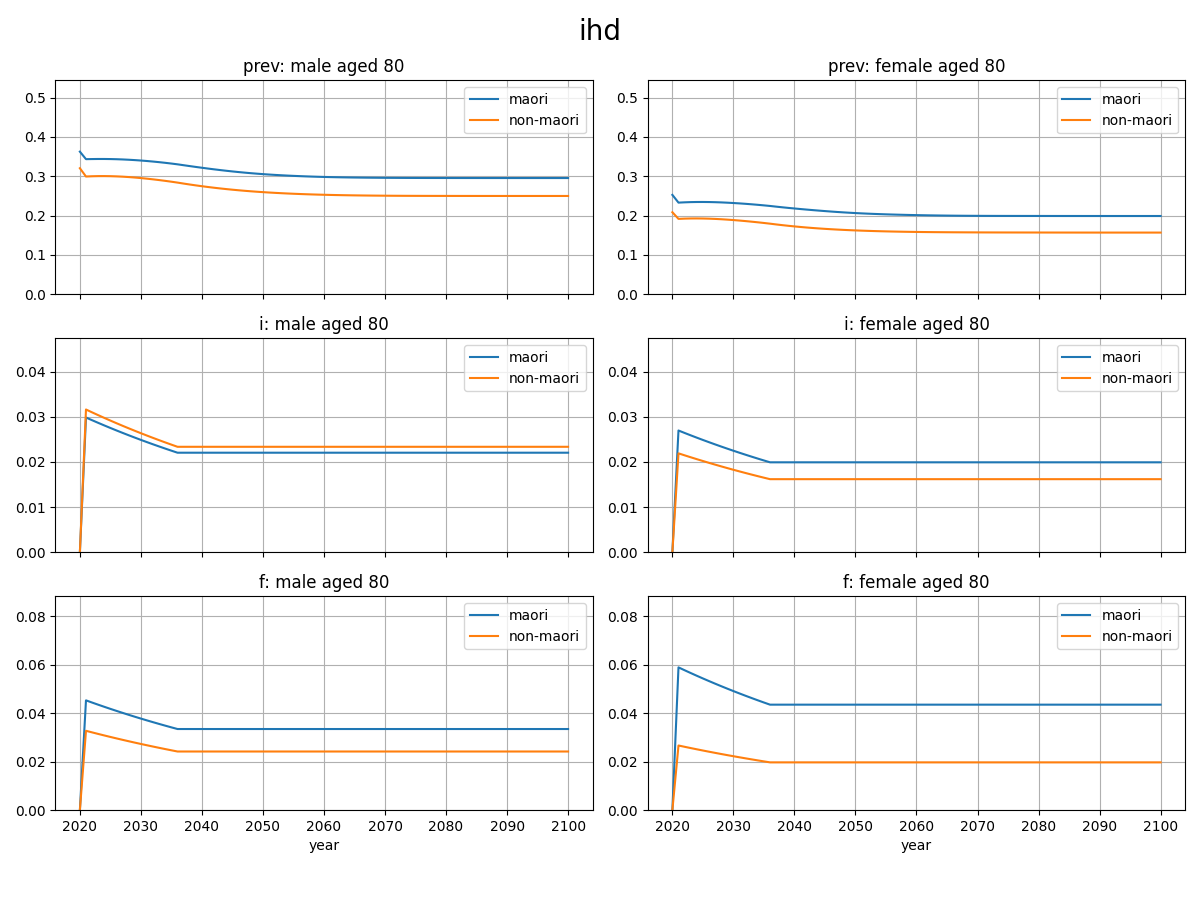 ihd
prev: male aged 80
0.5
0.4
0.3
0.2
0.1
0.0
maori
non-maori
prev: female aged 80
0.5
0.4
0.3
0.2
0.1
0.0
maori
non-maori
i: male aged 80
0.04
0.03
0.02
0.01
0.00
maori
non-maori
i: female aged 80
0.04
0.03
0.02
0.01
0.00
maori
non-maori
f: male aged 80
0.08
0.06
0.04
0.02
0.00
maori
non-maori
2020 2030 2040 2050 2060 2070 2080 2090 2100
year
f: female aged 80
0.08
0.06
0.04
0.02
0.00
maori
non-maori
2020 2030 2040 2050 2060 2070 2080 2090 2100
year